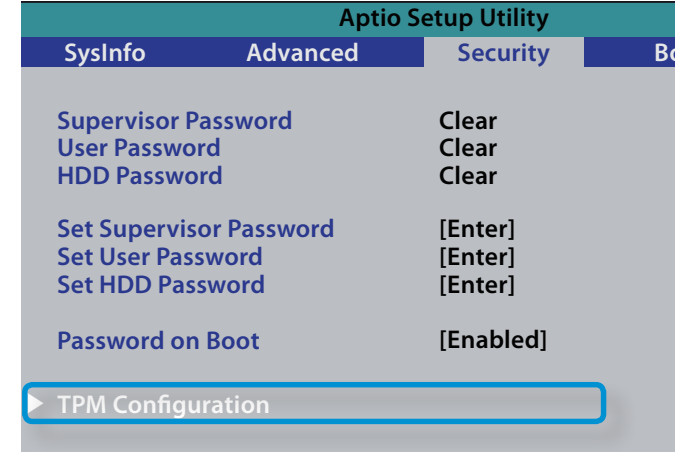 Aptio Setup Utility
SysInfo Advanced Security
Supervisor Password Clear
User Password Clear
HDD Password Clear
Set Supervisor Password [Enter]
Set User Password [Enter]
Set HDD Password [Enter]
Password on Boot [Enabled]
TPM Configuration